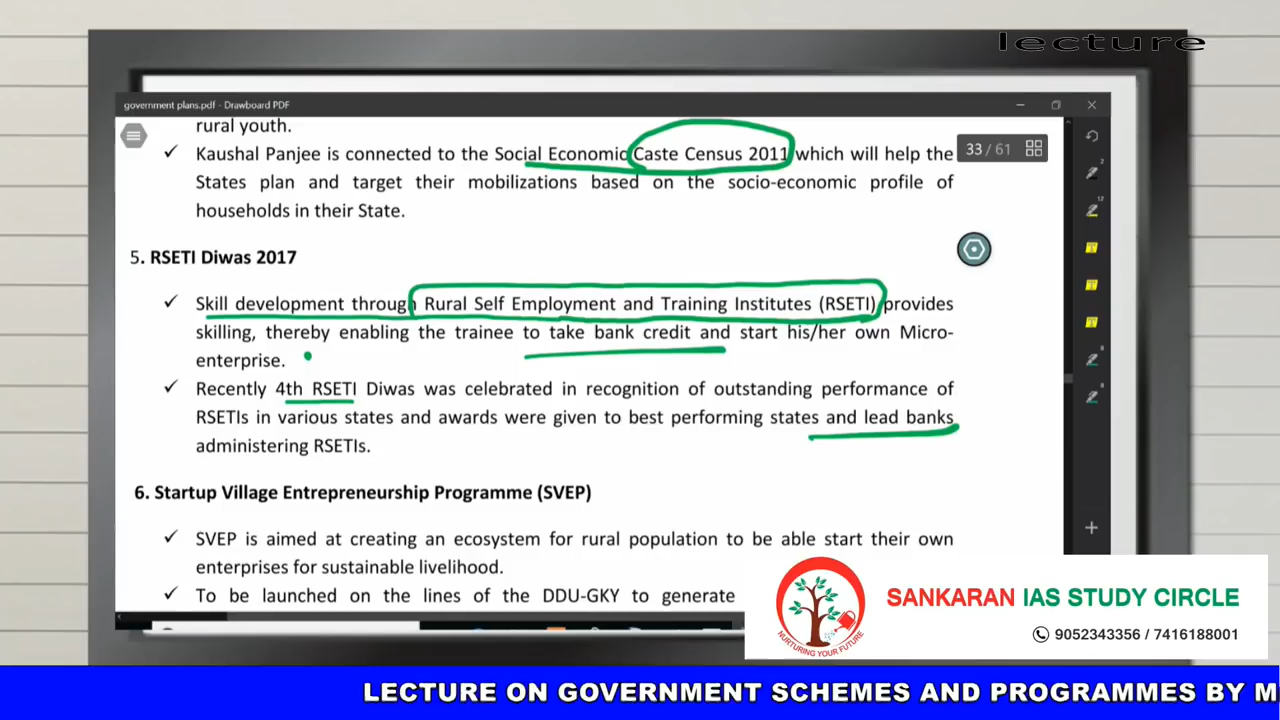 lecture
government plans.pdf - Drawboard PDF
rural youth.
✓ Kaushal Panjee is connected to the Social Economic Caste Census 2011 which will help the
States plan and target their mobilizations based on the socio-economic profile of
households in their State.
33 / 61
5. RSETI Diwas 2017
✓ Skill development through Rural Self Employment and Training Institutes (RSETI) provides
skilling, thereby enabling the trainee to take bank credit and start his/her own Micro-
enterprise.
✓ Recently 4th RSETI Diwas was celebrated in recognition of outstanding performance of
RSETIs in various states and awards were given to best performing states and lead banks
administering RSETIs.
6. Startup Village Entrepreneurship Programme (SVEP)
✓ SVEP is aimed at creating an ecosystem for rural population to be able start their own
enterprises for sustainable livelihood.
✓ To be launched on the lines of the DDU-GKY to generate
NURTURING YOUR FUTURE
SANKARAN IAS STUDY CIRCLE
9052343356 / 7416188001
LECTURE ON GOVERNMENT SCHEMES AND PROGRAMMES BY M